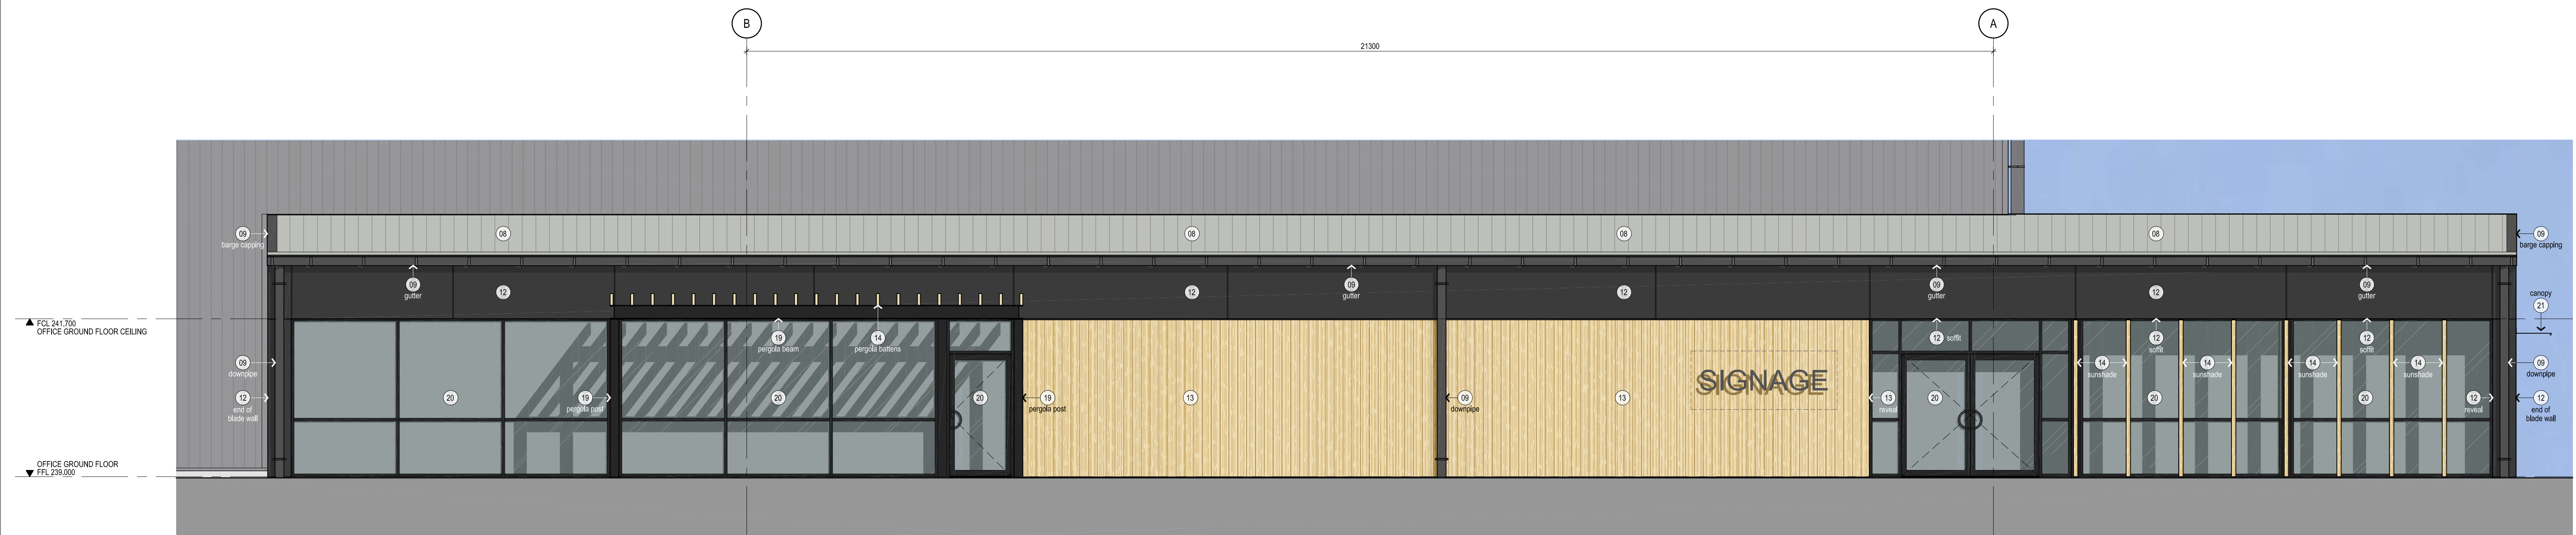 B
A
21300
09
barge capping
08
08
08
08
09
barge capping
09
gutter
12
12
09
gutter
12
09
gutter
12
09
gutter
canopy
21
FCL 241.700
OFFICE GROUND FLOOR CEILING
19
pergola beam
14
pergola battens
12 soffit
12
soffit
12
soffit
09
downpipe
14
sunshade
14
sunshade
14
sunshade
14
sunshade
09
downpipe
SIGNAGE
12
end of
blade wall
20
19
pergola post
20
20
19
pergola post
13
09
downpipe
13
13
reveal
20
20
20
12
reveal
12
end of
blade wall
OFFICE GROUND FLOOR
FFL 239.000